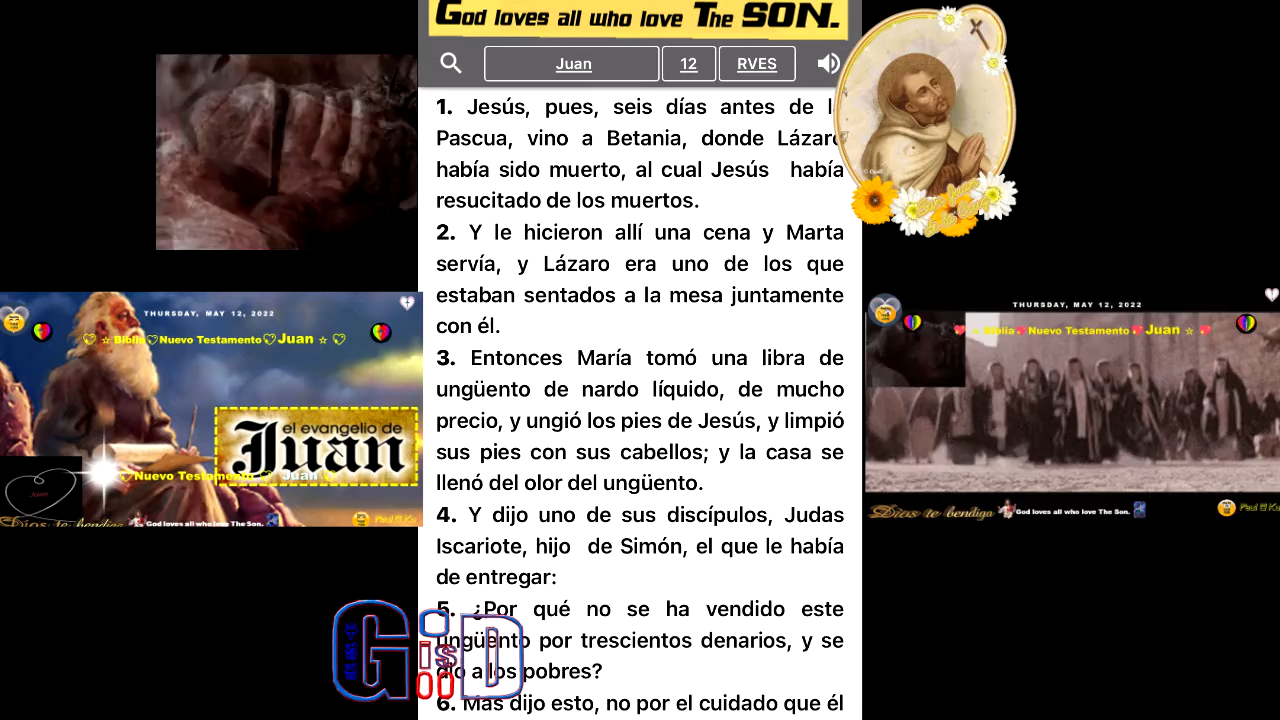 God loves all who love The SON.
Juan 12 RVES
1. Jesús, pues, seis días antes de l
Pascua, vino a Betania, donde Lázaro
había sido muerto, al cual Jesús había
resucitado de los muertos.
2. Y le hicieron allí una cena y Marta
servía, y Lázaro era uno de los que
estaban sentados a la mesa juntamente
con él.
3. Entonces María tomó una libra de
ungüento de nardo líquido, de mucho
precio, y ungió los pies de Jesús, y limpió
sus pies con sus cabellos; y la casa se
llenó del olor del ungüento.
4. Y dijo uno de sus discípulos, Judas
Iscariote, hijo de Simón, el que le había
de entregar:
5. ¿Por qué no se ha vendido este
ungüento por trescientos denarios, y se
dio a los pobres?
6. Mas dijo esto, no por el cuidado que él
THURSDAY, MAY 12, 2022
Biblia Nuevo Testamento Juan
el evangelio de
Juan
Nuevo Testamento Juan
Dios te bendiga God loves all who love The Son.
THURSDAY, MAY 12, 2022
Biblia Nuevo Testamento Juan
Dios te bendiga God loves all who love The Son.
GOD is